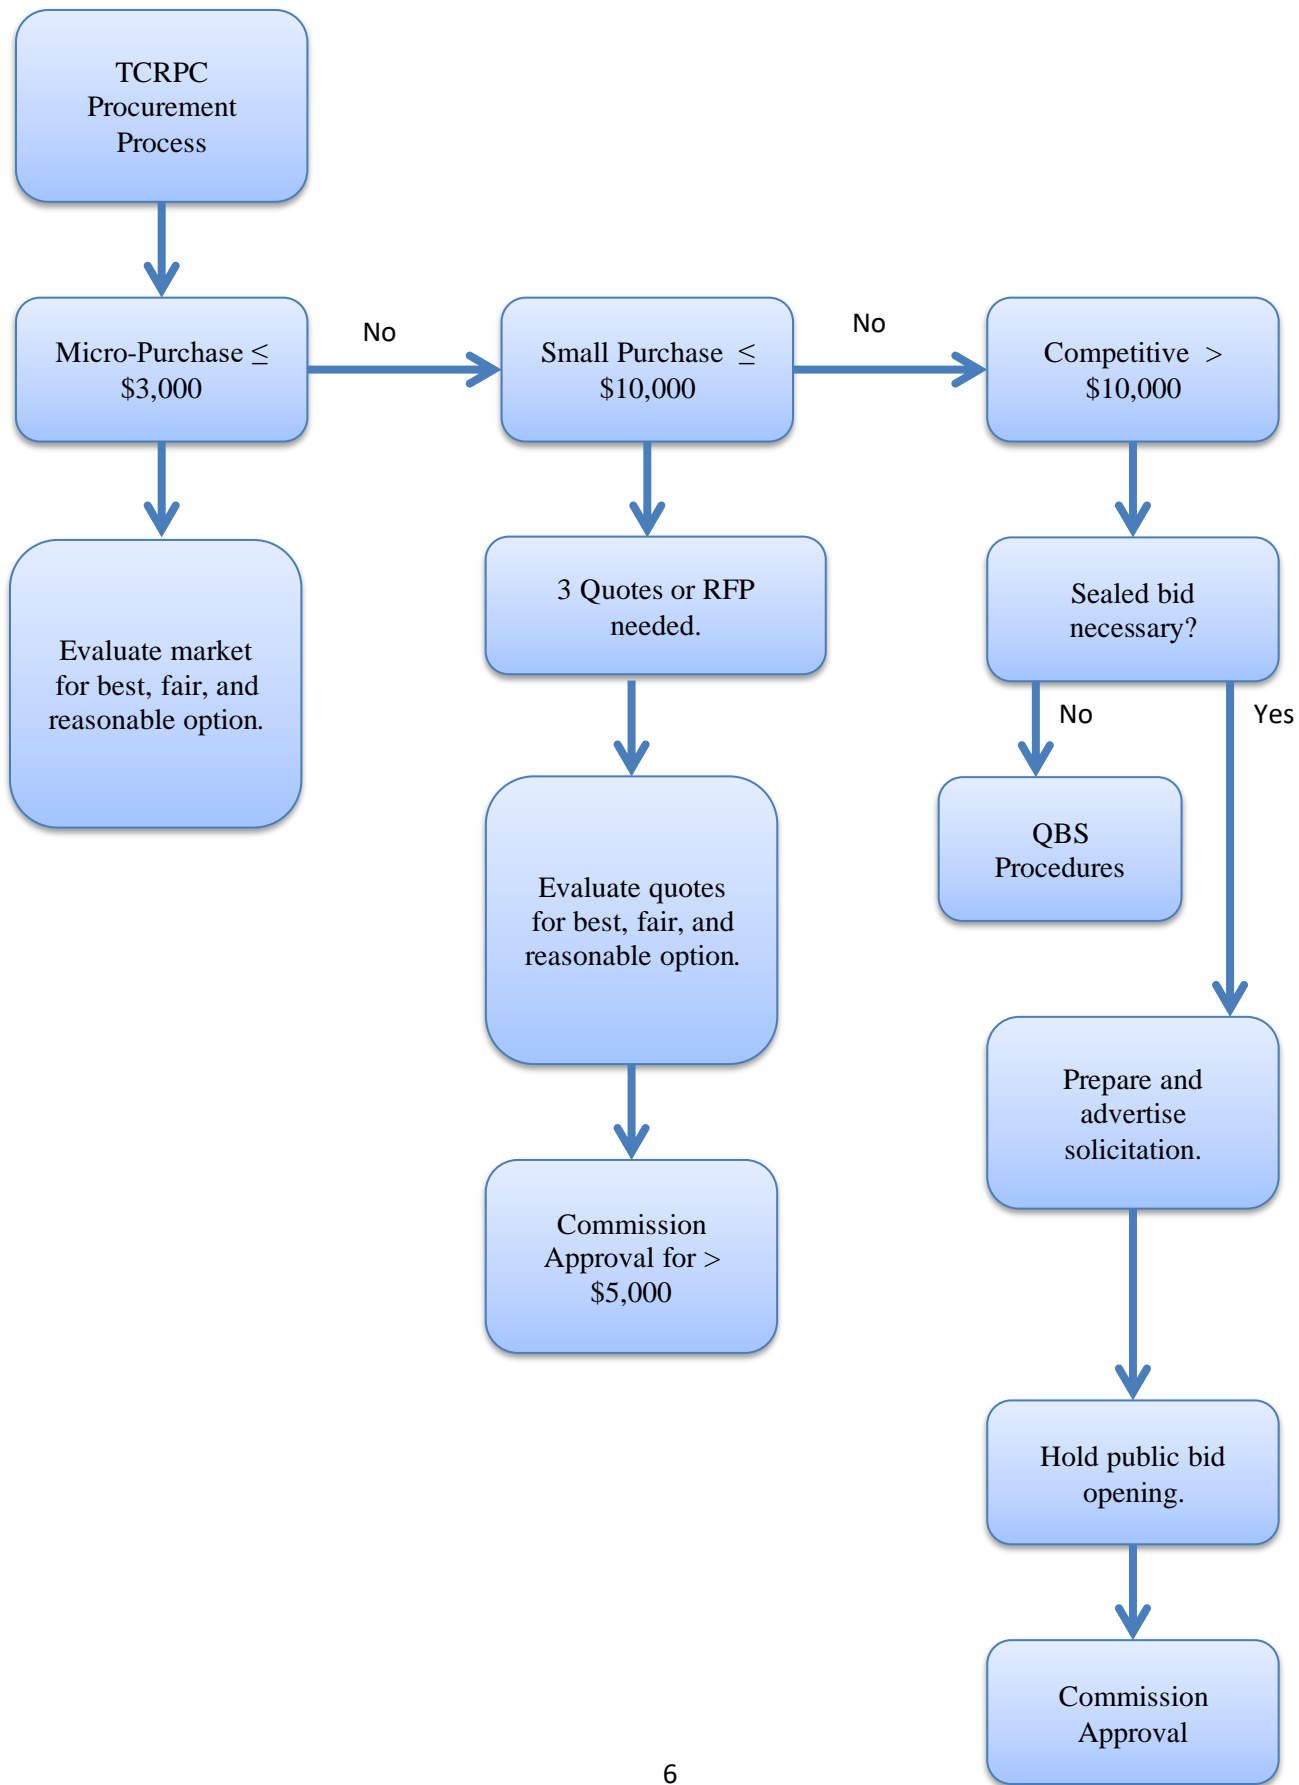 TCRPC
Procurement
Process
Micro-Purchase ≤
$3,000
No
Small Purchase  ≤
$10,000
No
Competitive  >
$10,000
Evaluate market
for best, fair, and
reasonable option.
3 Quotes or RFP
needed.
Sealed bid
necessary?
No
Yes
Evaluate quotes
for best, fair, and
reasonable option.
QBS
Procedures
Commission
Approval for >
$5,000
Prepare and
advertise
solicitation.
Hold public bid
opening.
Commission
Approval
6